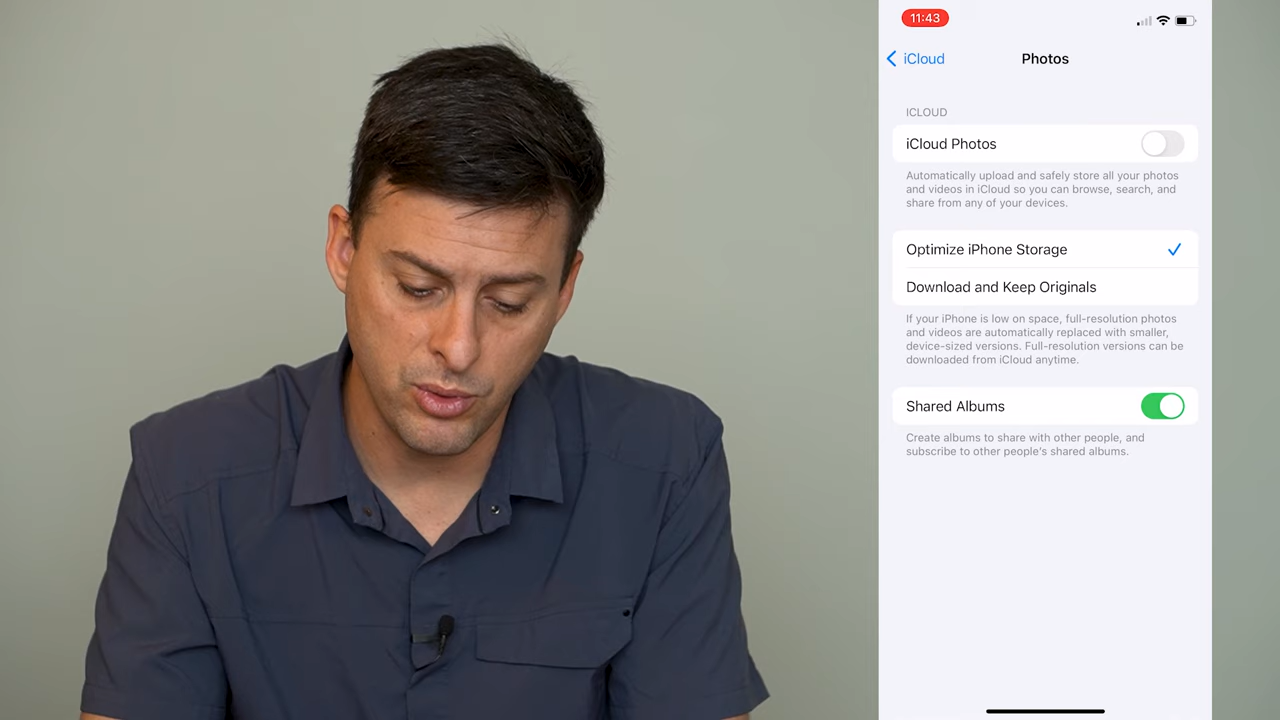 11:43
iCloud
Photos
ICLOUD
iCloud Photos
Automatically upload and safely store all your photos
and videos in iCloud so you can browse, search, and
share from any of your devices.
Optimize iPhone Storage
Download and Keep Originals
If your iPhone is low on space, full-resolution photos
and videos are automatically replaced with smaller,
device-sized versions. Full-resolution versions can be
downloaded from iCloud anytime.
Shared Albums
Create albums to share with other people, and
subscribe to other people's shared albums.